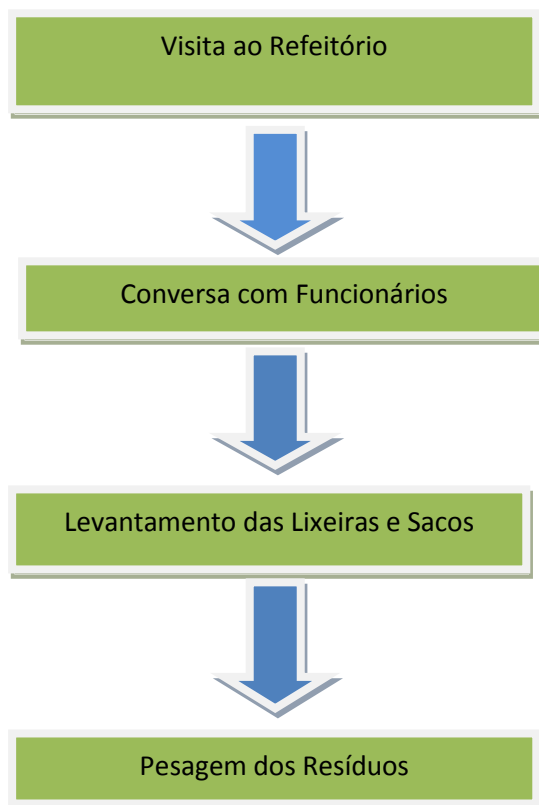 Visita ao Refeitório
Conversa com Funcionários
Levantamento das Lixeiras e Sacos
Pesagem dos Resíduos